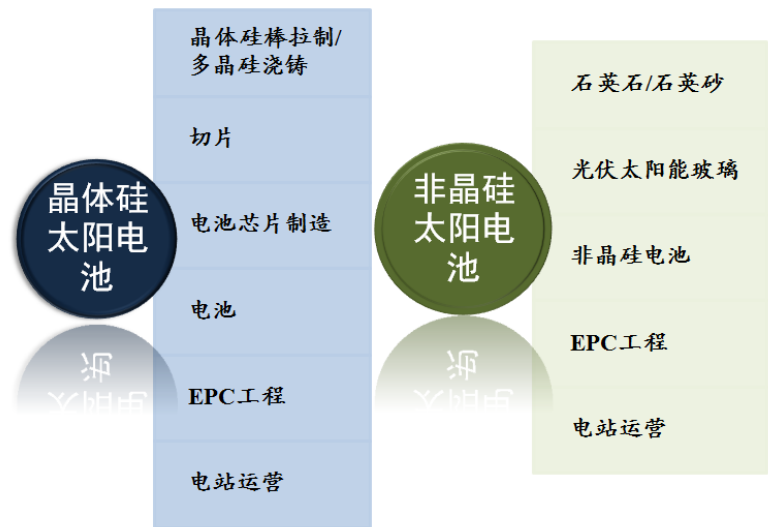 晶体硅
太阳电
池
晶体硅棒拉制/
多晶硅浇铸
切片
电池芯片制造
电池
EPC工程
电站运营
非晶硅
太阳电
池
石英石/石英砂
光伏太阳能玻璃
非晶硅电池
EPC工程
电站运营